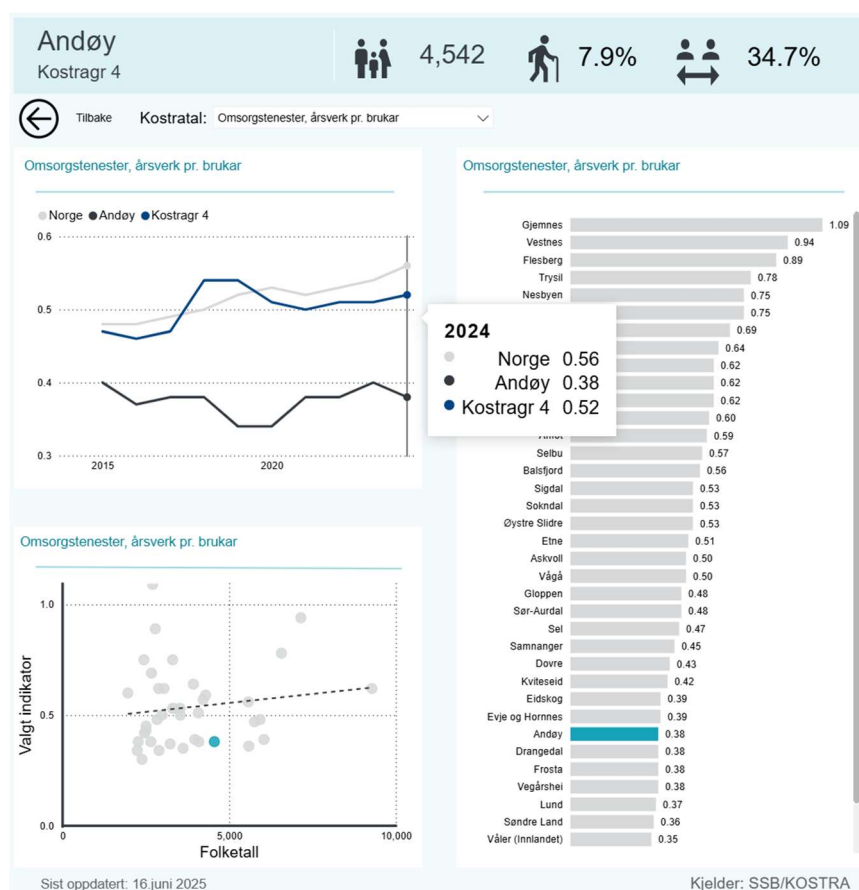 Andøy
Kostragr 4
4,542
7.9%
34.7%
Tilbake
Kostratal: Omsorgstenester, årsverk pr. brukar
Omsorgstenester, årsverk pr. brukar
Norge Andøy Kostragr 4
0.6
0.5
0.4
0.3
2015 2020
2024
Norge 0.56
Andøy 0.38
Kostragr 4 0.52
Omsorgstenester, årsverk pr. brukar
Gjemnes 1.09
Vestnes 0.94
Flesberg 0.89
Trysil 0.78
Nesbyen 0.75
0.75
0.69
0.64
0.62
0.62
0.62
0.60
0.59
Selbu 0.57
Balsfjord 0.56
Sigdal 0.53
Sokndal 0.53
Øystre Slidre 0.53
Etne 0.51
Askvoll 0.50
Vågå 0.50
Gloppen 0.48
Sør-Aurdal 0.48
Sel 0.47
Samnanger 0.45
Dovre 0.43
Kviteseid 0.42
Eidskog 0.39
Evje og Hornnes 0.39
Andøy 0.38
Drangedal 0.38
Frosta 0.38
Vegårshei 0.38
Lund 0.37
Søndre Land 0.36
Våler (Innlandet) 0.35
Omsorgstenester, årsverk pr. brukar
Valgt indikator
1.0
0.5
0.0
0 5,000 10,000
Folketall
Sist oppdatert: 16.juni 2025
Kjelder: SSB/KOSTRA